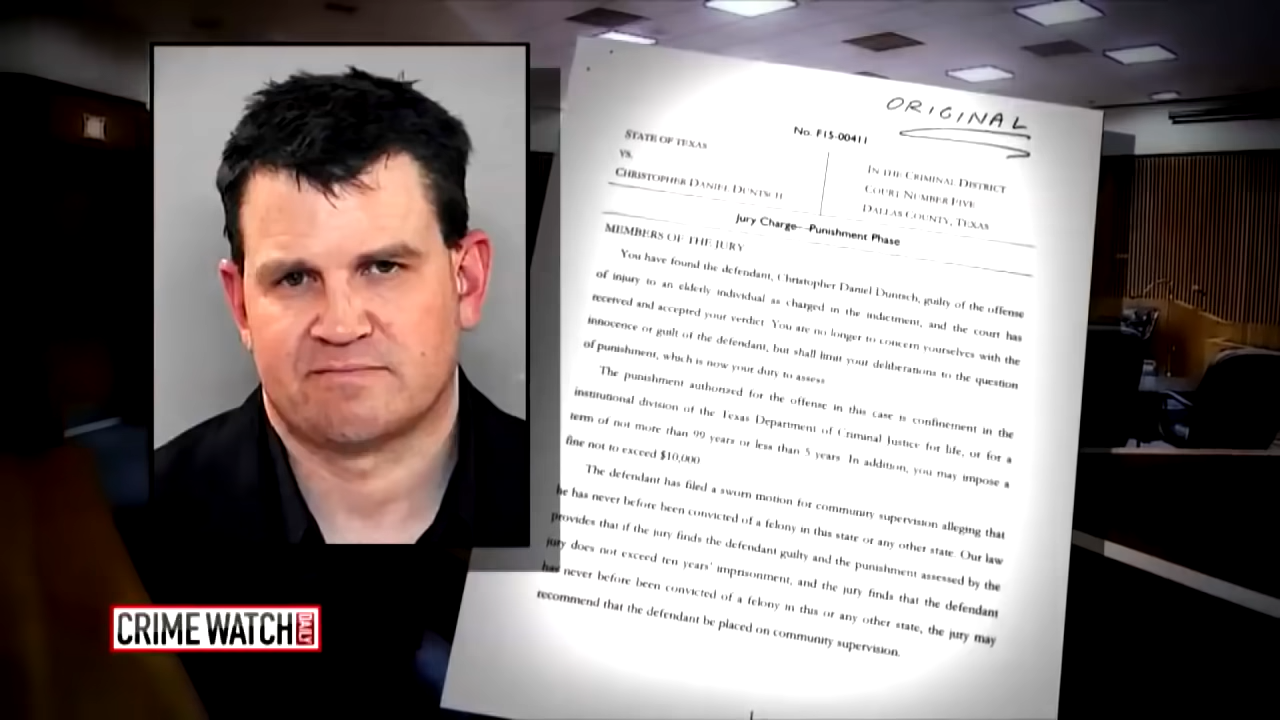 ORIGINAL
No. F15-00411
STATE OF TEXAS
VS.
CHRISTOPHER DANIEL DUNTSCH
IN THE CRIMINAL DISTRICT
COURT NUMBER FIVE
DALLAS COUNTY, TEXAS
Jury Charge--Punishment Phase
MEMBERS OF THE JURY
You have found the defendant, Christopher Daniel Duntsch, guilty of the offense
of injury to an elderly individual as charged in the indictment, and the court has
received and accepted your verdict. You are no longer to concern yourselves with the
innocence or guilt of the defendant, but shall limit your deliberations to the question
of punishment, which is now your duty to assess
The punishment authorized for the offense in this case is confinement in the
institutional division of the Texas Department of Criminal Justice for life, or for a
term of not more than 99 years or less than 5 years. In addition, you may impose a
fine not to exceed $10,000
The defendant has filed a sworn motion for community supervision alleging that
he has never before been convicted of a felony in this state or any other state. Our law
provides that if the jury finds the defendant guilty and the punishment assessed by the
jury does not exceed ten years' imprisonment, and the jury finds that the defendant
has never before been convicted of a felony in this or any other state, the jury may
recommend that the defendant be placed on community supervision.
CRIME WATCH DAILY